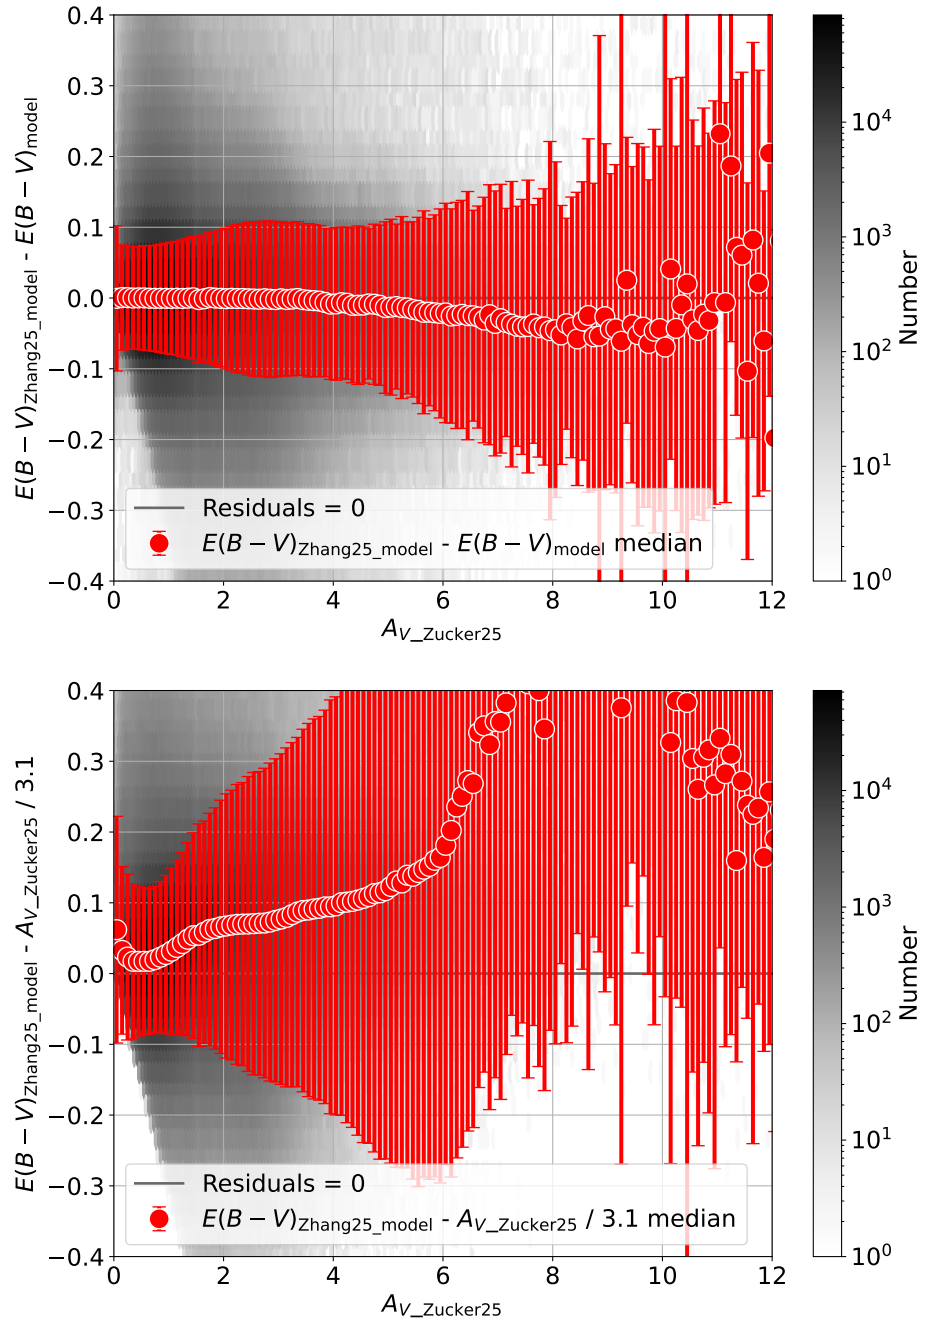 0.4
0.3
0.2
0.1
0.0
−0.1
−0.2
−0.3
−0.4
E(B − V)Zhang25_model - E(B − V)model
Residuals = 0
E(B − V)Zhang25_model - E(B − V)model median
0 2 4 6 8 10 12
AV_Zucker25
10^4
10^3
10^2
10^1
10^0
Number
0.4
0.3
0.2
0.1
0.0
−0.1
−0.2
−0.3
−0.4
E(B − V)Zhang25_model - AV_Zucker25 / 3.1
Residuals = 0
E(B − V)Zhang25_model - AV_Zucker25 / 3.1 median
0 2 4 6 8 10 12
AV_Zucker25
10^4
10^3
10^2
10^1
10^0
Number